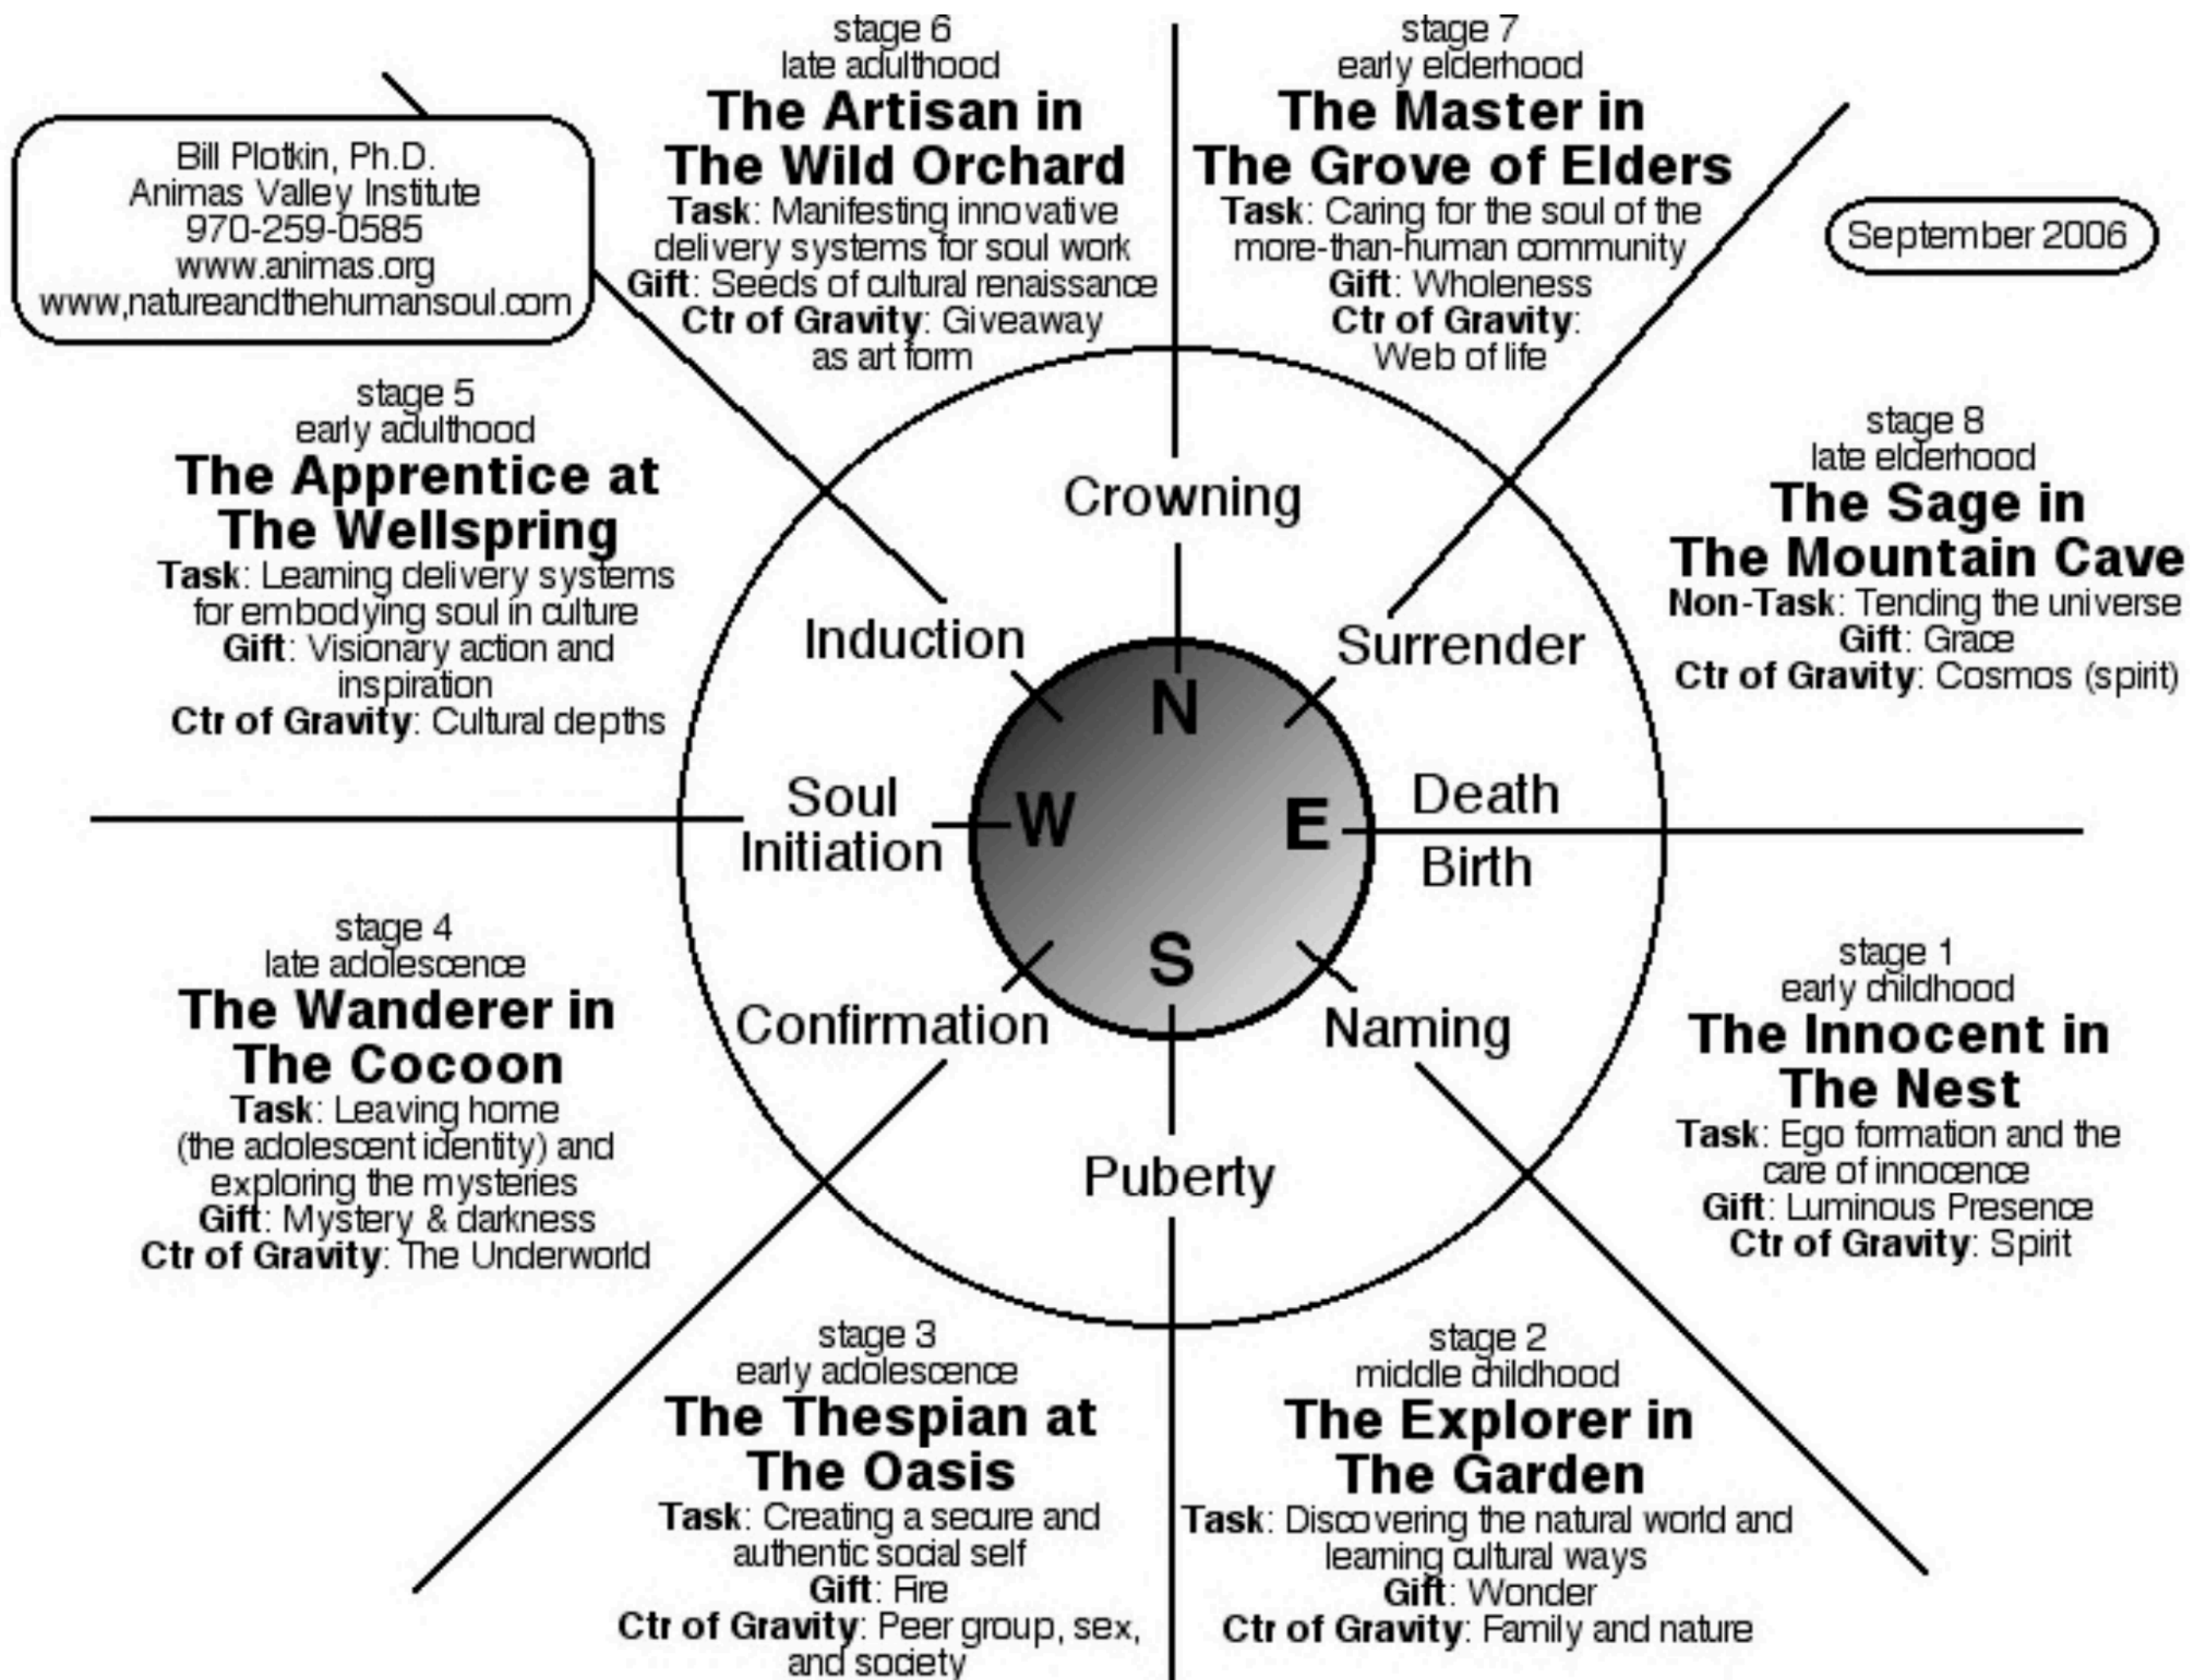 Bill Plotkin, Ph.D.
Animas Valley Institute
970-259-0585
www.animas.org
www,natureandthehumansoul.com
stage 6
late adulthood
The Artisan in
The Wild Orchard
Task: Manifesting innovative
delivery systems for soul work
Gift: Seeds of cultural renaissance
Ctr of Gravity: Giveaway
as art form
stage 7
early elderhood
The Master in
The Grove of Elders
Task: Caring for the soul of the
more-than-human community
Gift: Wholeness
Ctr of Gravity:
Web of life
September 2006
stage 5
early adulthood
The Apprentice at
The Wellspring
Task: Learning delivery systems
for embodying soul in culture
Gift: Visionary action and
inspiration
Ctr of Gravity: Cultural depths
stage 8
late elderhood
The Sage in
The Mountain Cave
Non-Task: Tending the universe
Gift: Grace
Ctr of Gravity: Cosmos (spirit)
Crowning
Induction
Surrender
N
Soul
Initiation
W
E
Death
Birth
S
Confirmation
Naming
Puberty
stage 4
late adolescence
The Wanderer in
The Cocoon
Task: Leaving home
(the adolescent identity) and
exploring the mysteries
Gift: Mystery & darkness
Ctr of Gravity: The Underworld
stage 1
early childhood
The Innocent in
The Nest
Task: Ego formation and the
care of innocence
Gift: Luminous Presence
Ctr of Gravity: Spirit
stage 3
early adolescence
The Thespian at
The Oasis
Task: Creating a secure and
authentic social self
Gift: Fire
Ctr of Gravity: Peer group, sex,
and society
stage 2
middle childhood
The Explorer in
The Garden
Task: Discovering the natural world and
learning cultural ways
Gift: Wonder
Ctr of Gravity: Family and nature